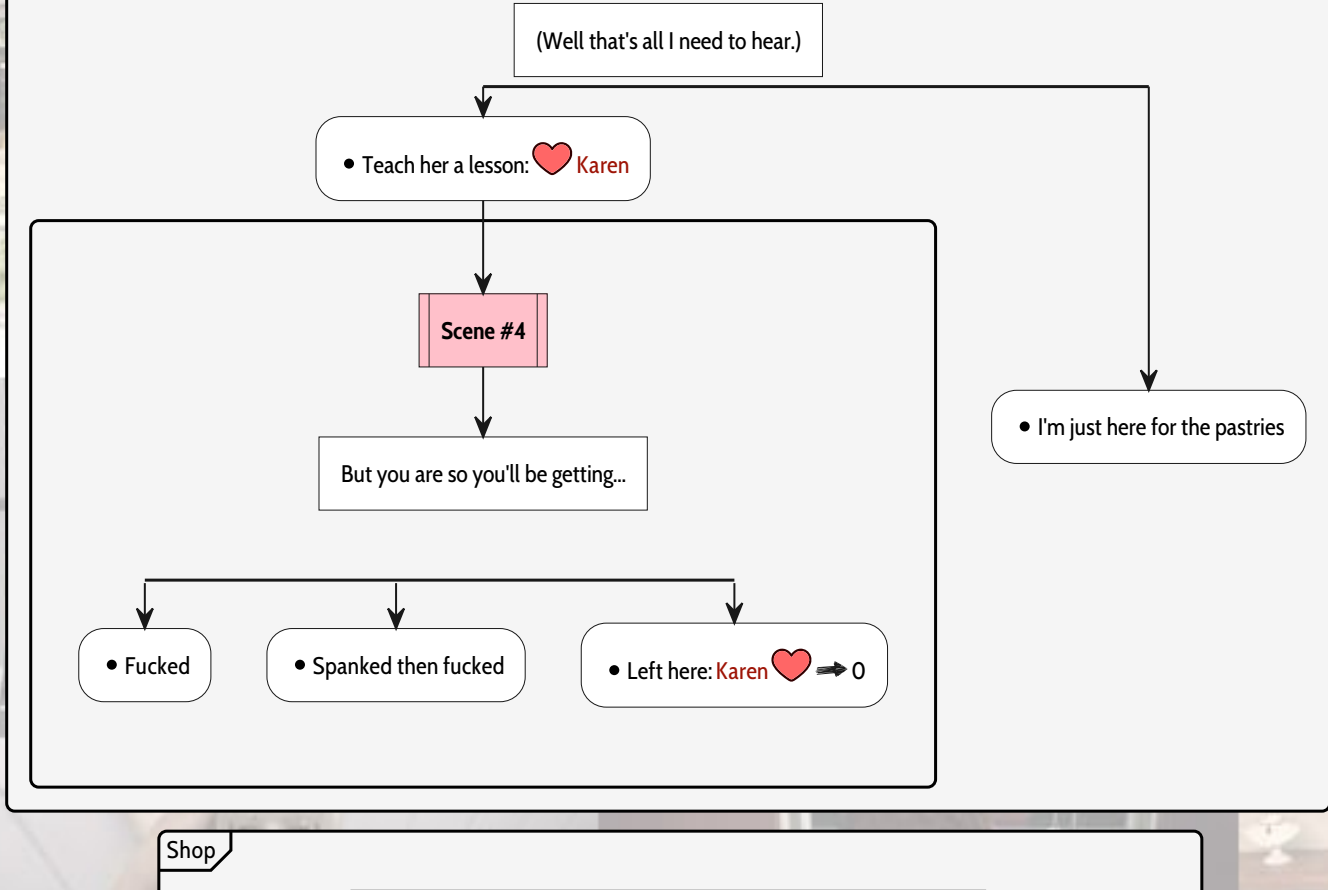 (Well that's all I need to hear.)
• Teach her a lesson: Karen
Scene #4
• I'm just here for the pastries
But you are so you'll be getting...
• Fucked
• Spanked then fucked
• Left here: Karen 0
Shop